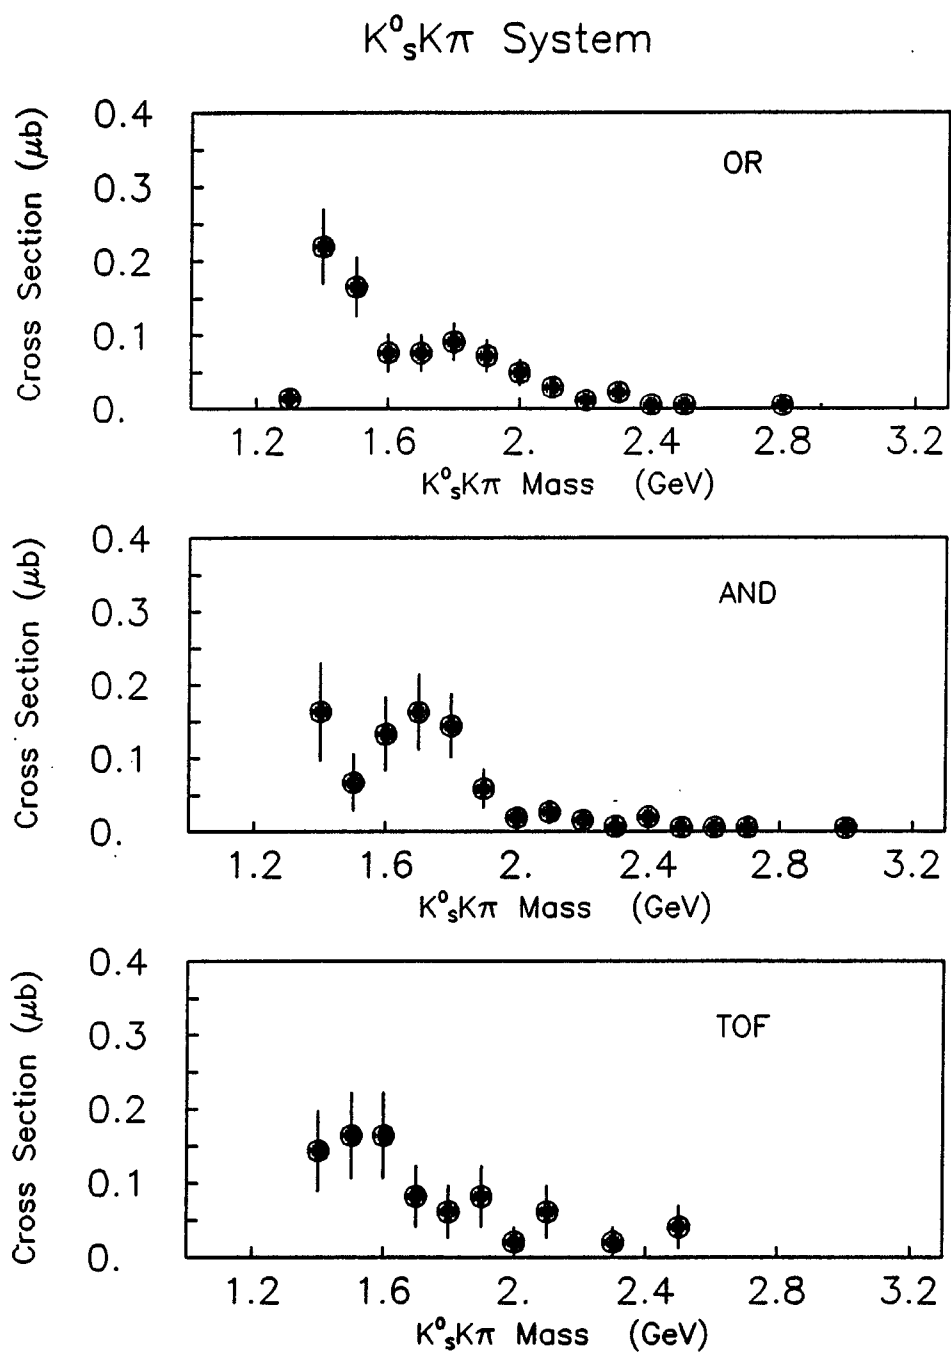 K⁰ₛKπ System
OR
Cross Section (μb)
0.4
0.3
0.2
0.1
0.
1.2 1.6 2. 2.4 2.8 3.2
K⁰ₛKπ Mass (GeV)
AND
Cross Section (μb)
0.4
0.3
0.2
0.1
0.
1.2 1.6 2. 2.4 2.8 3.2
K⁰ₛKπ Mass (GeV)
TOF
Cross Section (μb)
0.4
0.3
0.2
0.1
0.
1.2 1.6 2. 2.4 2.8 3.2
K⁰ₛKπ Mass (GeV)